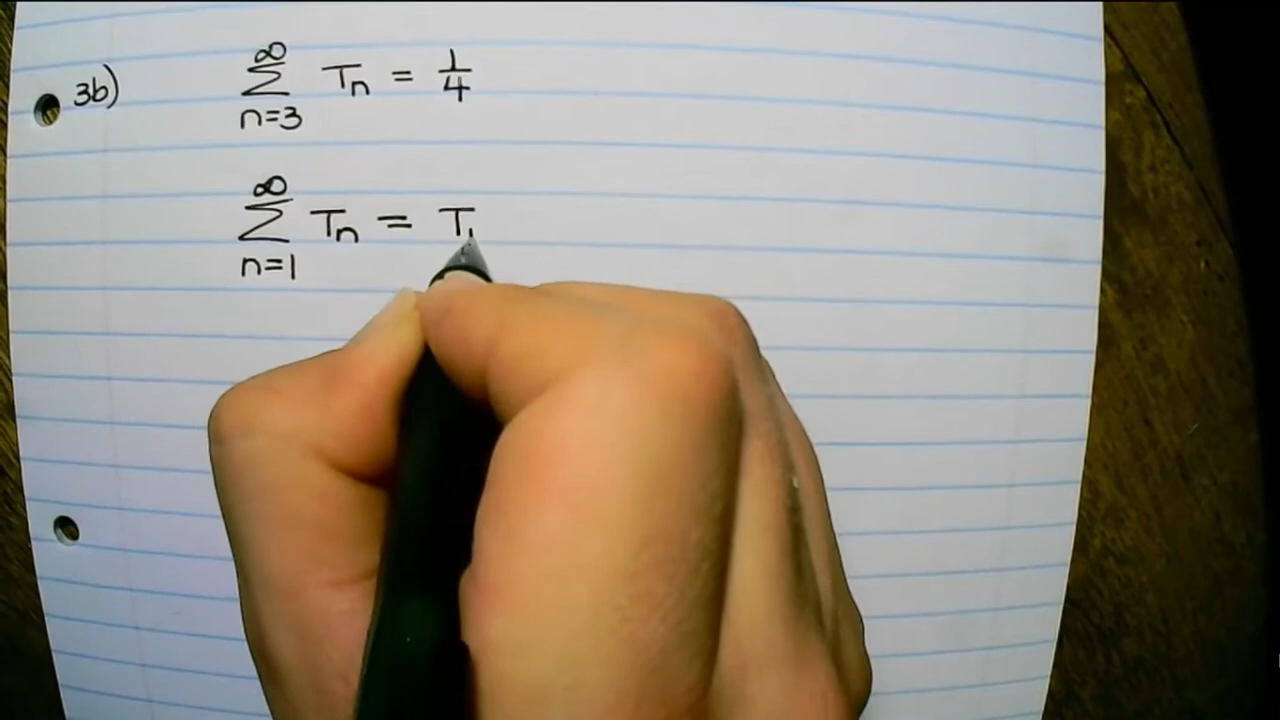 3b) ∞
∑ Tn = 1/4
n=3
∞
∑ Tn = T1
n=1